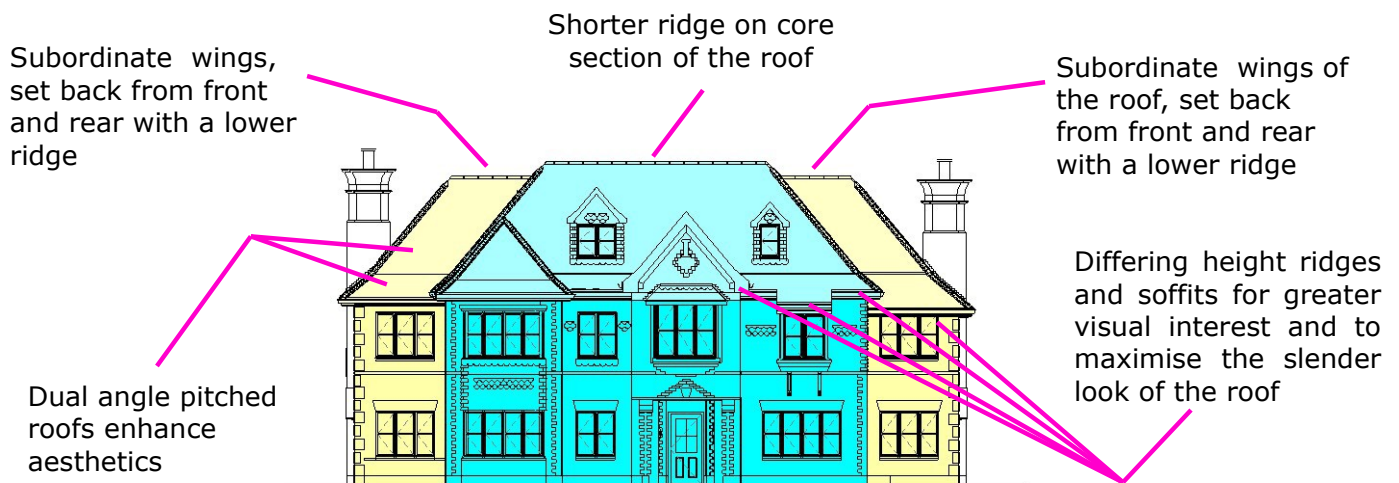 Shorter ridge on core
section of the roof
Subordinate wings,
set back from front
and rear with a lower
ridge
Subordinate wings of
the roof, set back
from front and rear
with a lower ridge
Differing height ridges
and soffits for greater
visual interest and to
maximise the slender
look of the roof
Dual angle pitched
roofs enhance
aesthetics